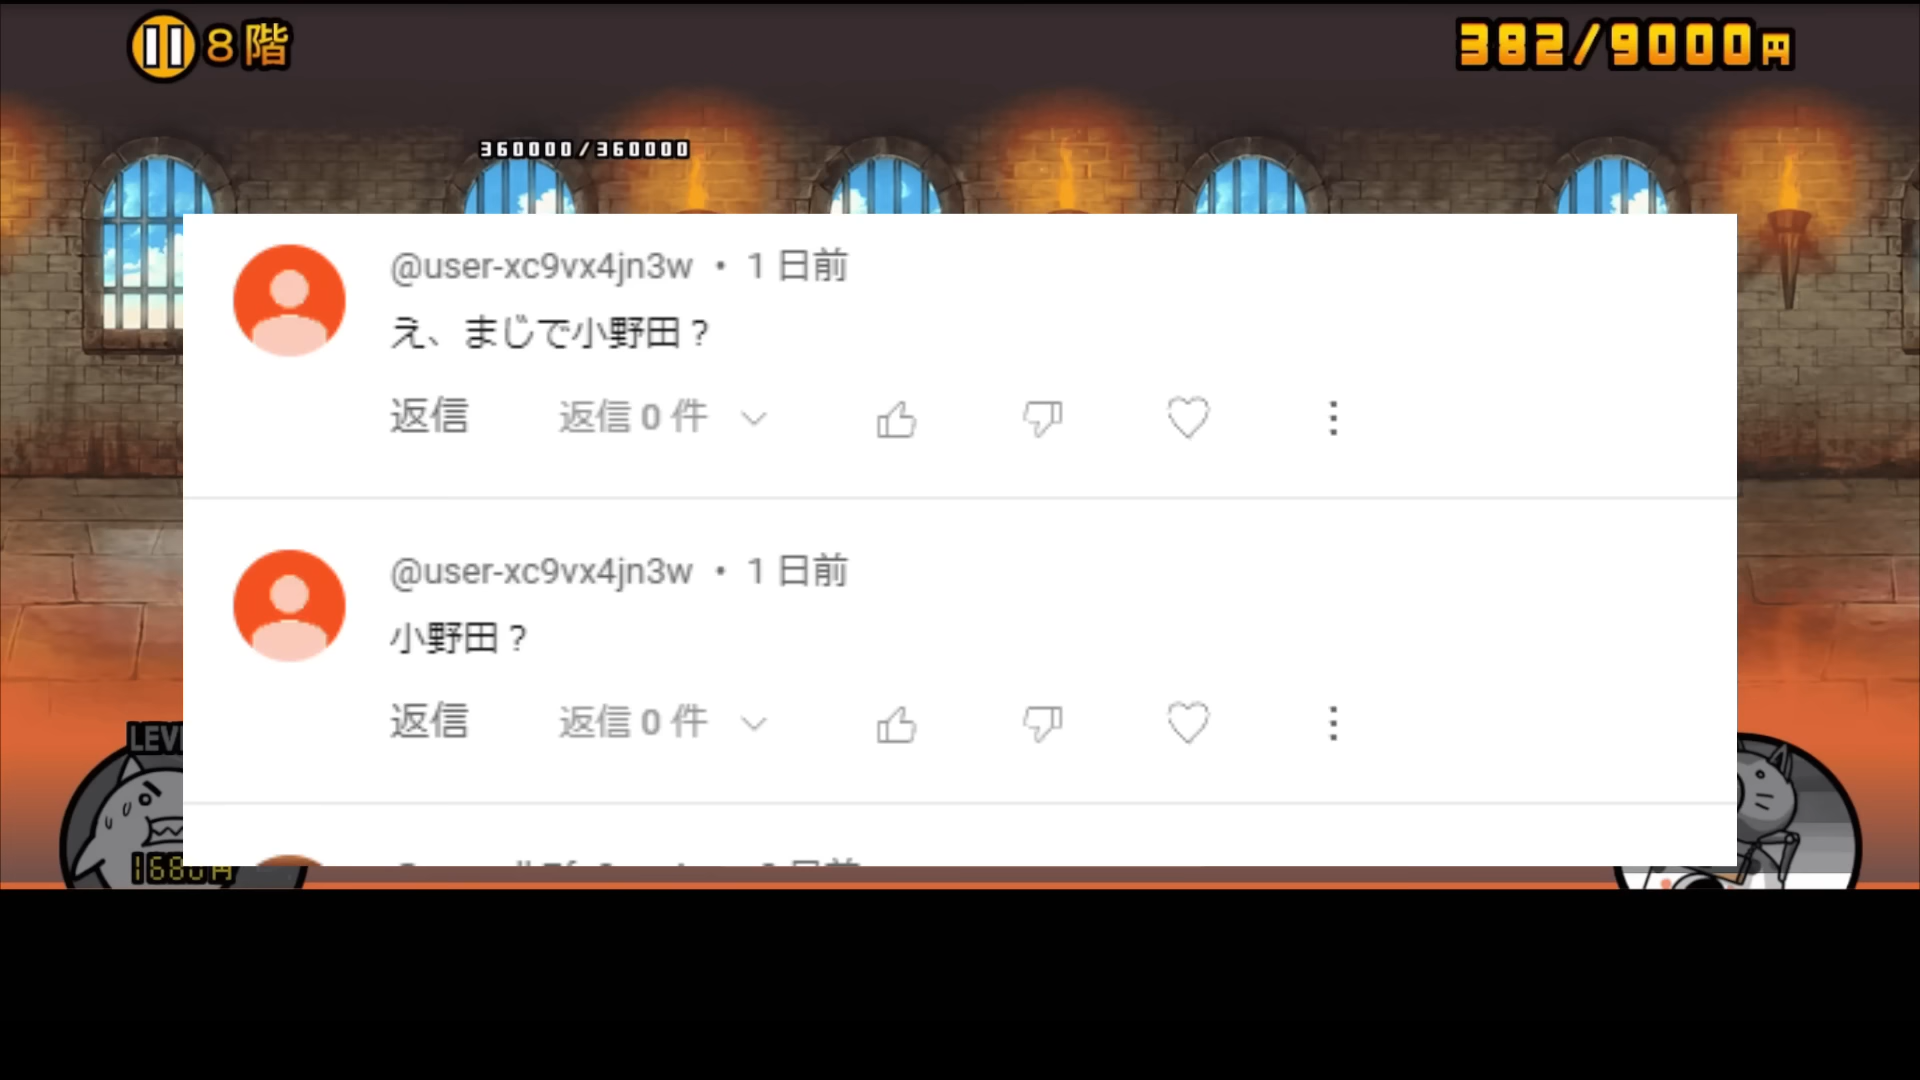 8階
382/9000円
360000/360000
@user-xc9vx4jn3w • 1 日前
え、まじで小野田？
返信 返信 0 件
@user-xc9vx4jn3w • 1 日前
小野田？
返信 返信 0 件